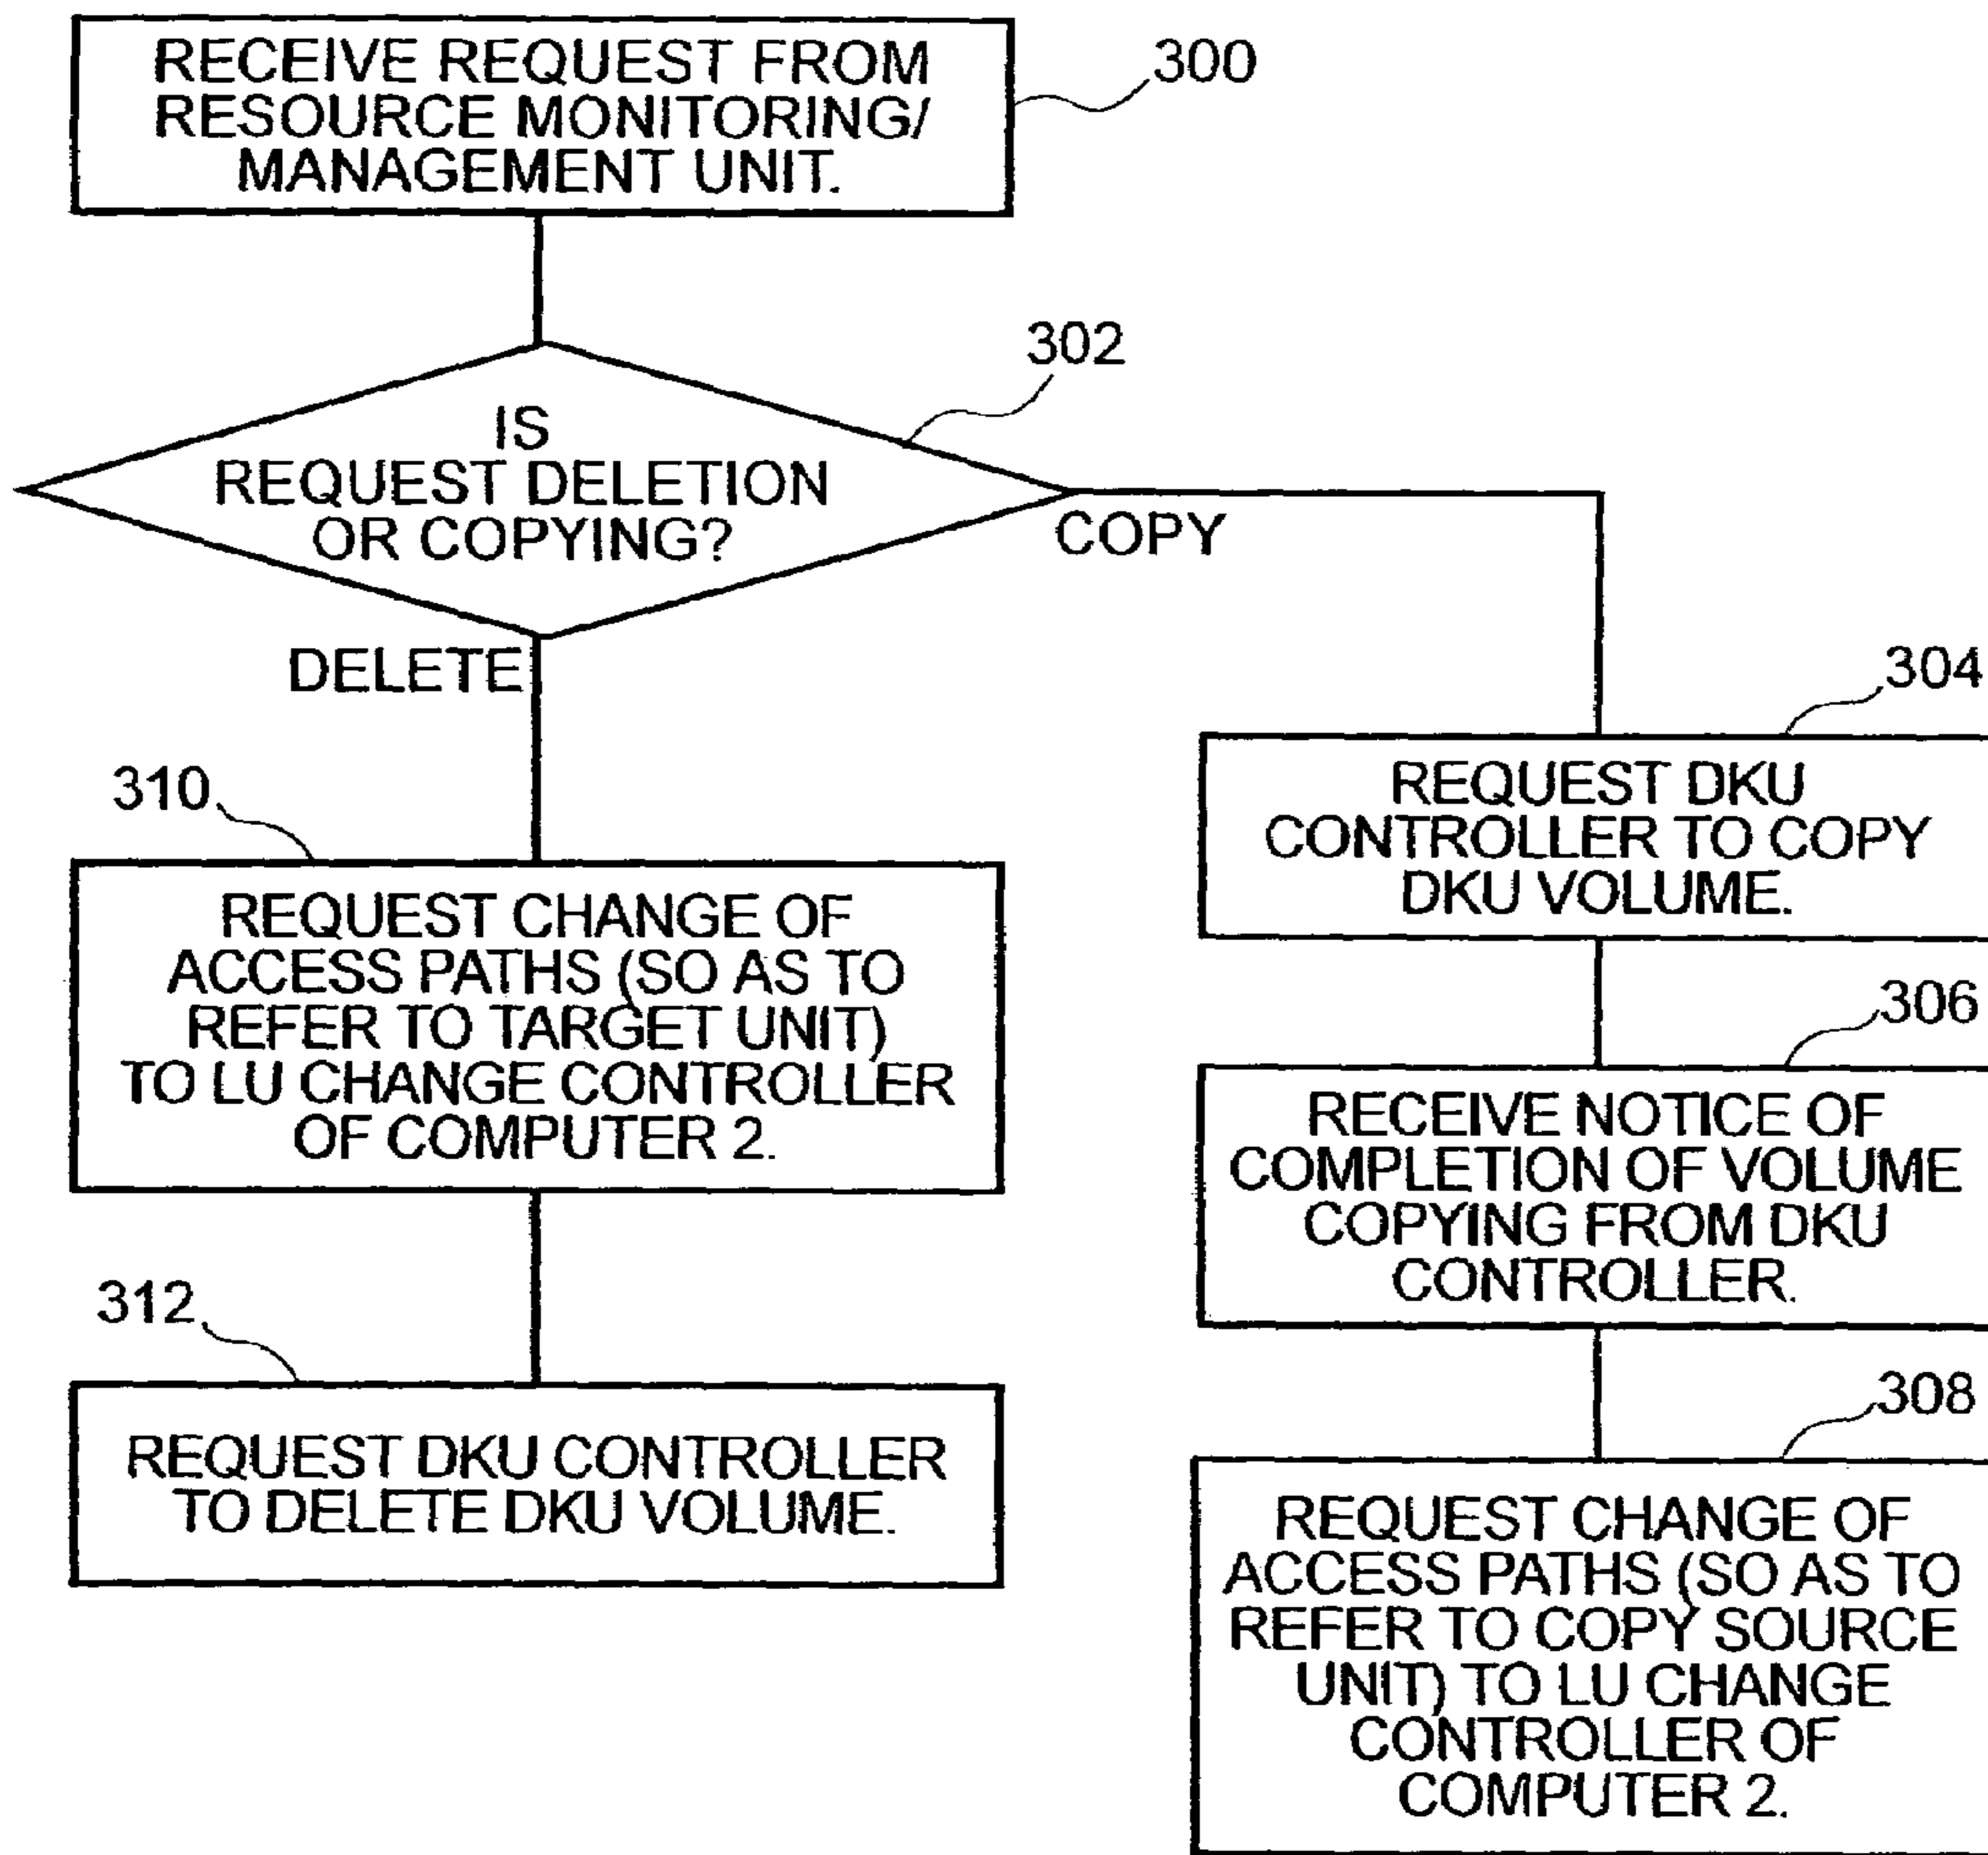 RECEIVE REQUEST FROM
RESOURCE MONITORING/
MANAGEMENT UNIT.
300
302
IS
REQUEST DELETION
OR COPYING?
COPY
DELETE
304
REQUEST DKU
CONTROLLER TO COPY
DKU VOLUME.
310
REQUEST CHANGE OF
ACCESS PATHS (SO AS TO
REFER TO TARGET UNIT)
TO LU CHANGE CONTROLLER
OF COMPUTER 2.
306
RECEIVE NOTICE OF
COMPLETION OF VOLUME
COPYING FROM DKU
CONTROLLER.
312
REQUEST DKU CONTROLLER
TO DELETE DKU VOLUME.
308
REQUEST CHANGE OF
ACCESS PATHS (SO AS TO
REFER TO COPY SOURCE
UNIT) TO LU CHANGE
CONTROLLER OF
COMPUTER 2.